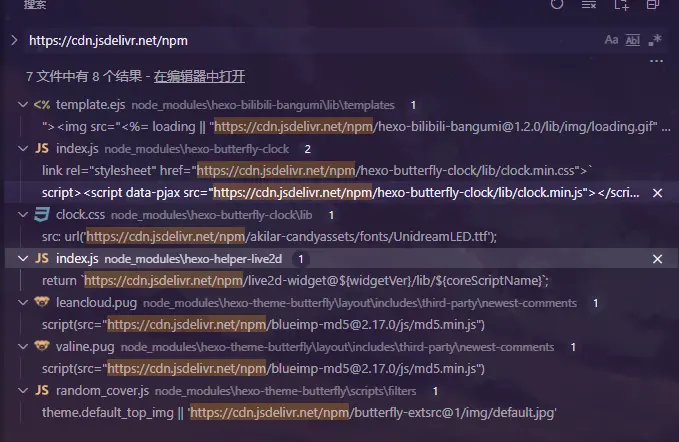 搜索
https://cdn.jsdelivr.net/npm
Aa ab .*
7 文件中有 8 个结果 - 在编辑器中打开
<% template.ejs node_modules\hexo-bilibili-bangumi\lib\templates 1
"><img src="<%= loading || "https://cdn.jsdelivr.net/npm/hexo-bilibili-bangumi@1.2.0/lib/img/loading.gif" ...
JS index.js node_modules\hexo-butterfly-clock 2
link rel="stylesheet" href="https://cdn.jsdelivr.net/npm/hexo-butterfly-clock/lib/clock.min.css">`
script><script data-pjax src="https://cdn.jsdelivr.net/npm/hexo-butterfly-clock/lib/clock.min.js"></scri...
clock.css node_modules\hexo-butterfly-clock\lib 1
src: url('https://cdn.jsdelivr.net/npm/akilar-candyassets/fonts/UnidreamLED.ttf');
JS index.js node_modules\hexo-helper-live2d 1
return `https://cdn.jsdelivr.net/npm/live2d-widget@${widgetVer}/lib/${coreScriptName}`;
leancloud.pug node_modules\hexo-theme-butterfly\layout\includes\third-party\newest-comments 1
script(src="https://cdn.jsdelivr.net/npm/blueimp-md5@2.17.0/js/md5.min.js")
valine.pug node_modules\hexo-theme-butterfly\layout\includes\third-party\newest-comments 1
script(src="https://cdn.jsdelivr.net/npm/blueimp-md5@2.17.0/js/md5.min.js")
JS random_cover.js node_modules\hexo-theme-butterfly\scripts\filters 1
theme.default_top_img || 'https://cdn.jsdelivr.net/npm/butterfly-extsrc@1/img/default.jpg'